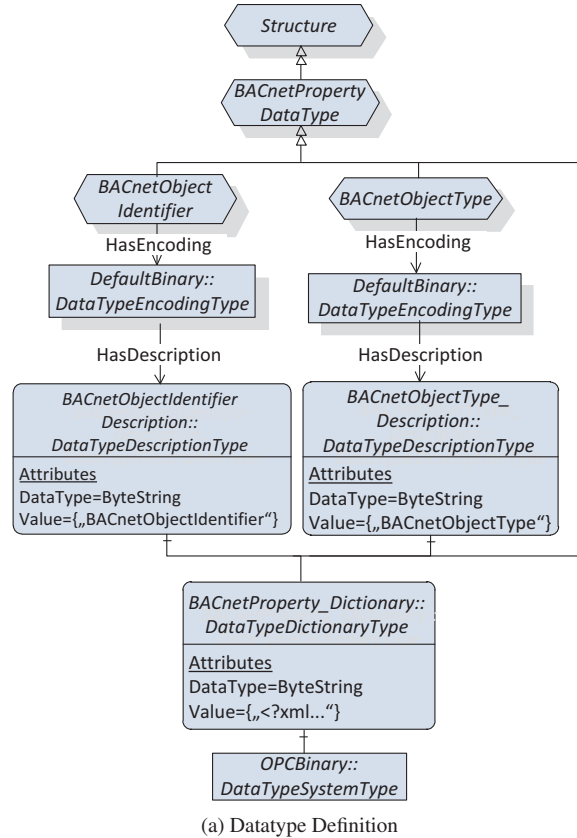 Structure
BACnetProperty
DataType
BACnetObject
Identifier
BACnetObjectType
HasEncoding
HasEncoding
DefaultBinary::
DataTypeEncodingType
DefaultBinary::
DataTypeEncodingType
HasDescription
HasDescription
BACnetObjectIdentifier
Description::
DataTypeDescriptionType
Attributes
DataType=ByteString
Value={„BACnetObjectIdentifier“}
BACnetObjectType_
Description::
DataTypeDescriptionType
Attributes
DataType=ByteString
Value={„BACnetObjectType“}
BACnetProperty_Dictionary::
DataTypeDictionaryType
Attributes
DataType=ByteString
Value={„<?xml...“}
OPCBinary::
DataTypeSystemType
(a) Datatype Definition